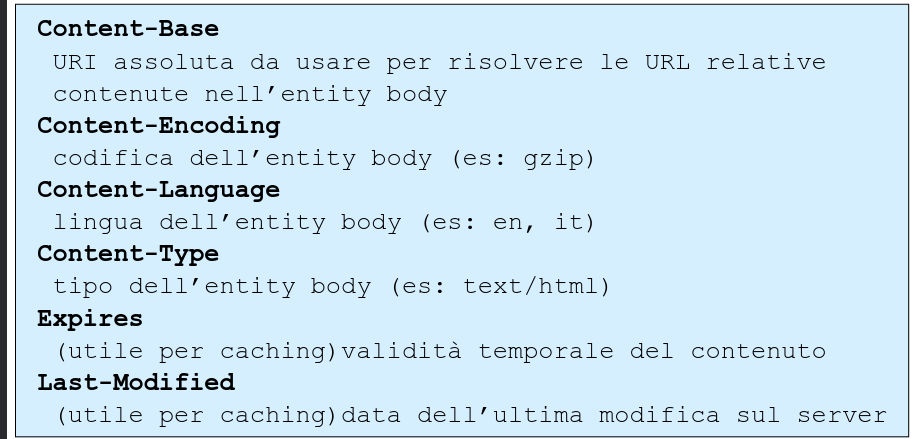 Content-Base
URI assoluta da usare per risolvere le URL relative
contenute nell’entity body
Content-Encoding
codifica dell’entity body (es: gzip)
Content-Language
lingua dell’entity body (es: en, it)
Content-Type
tipo dell’entity body (es: text/html)
Expires
(utile per caching)validità temporale del contenuto
Last-Modified
(utile per caching)data dell’ultima modifica sul server